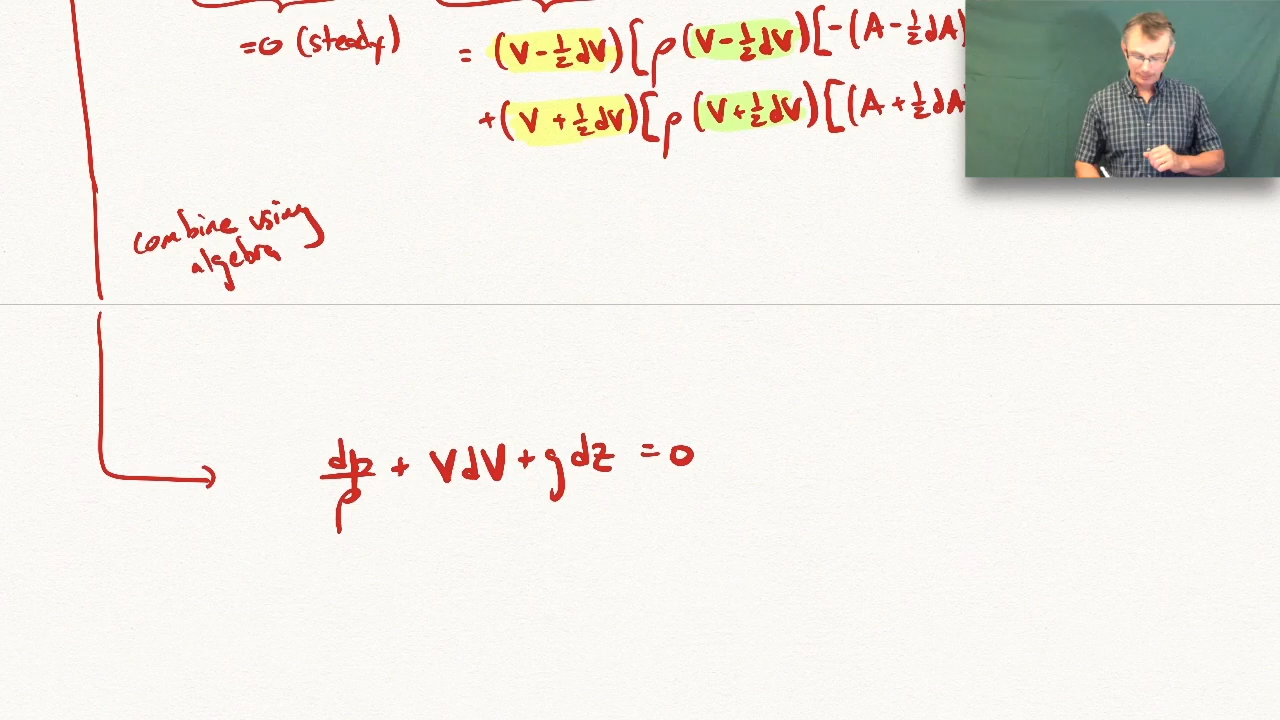 =0 (steady)
= (V-½dV)[ρ(V-½dV)[-(A-½dA)
+(V+½dV)[ρ(V+½dV)[(A+½dA
combine using
algebra
dp/ρ + VdV + gdz = 0